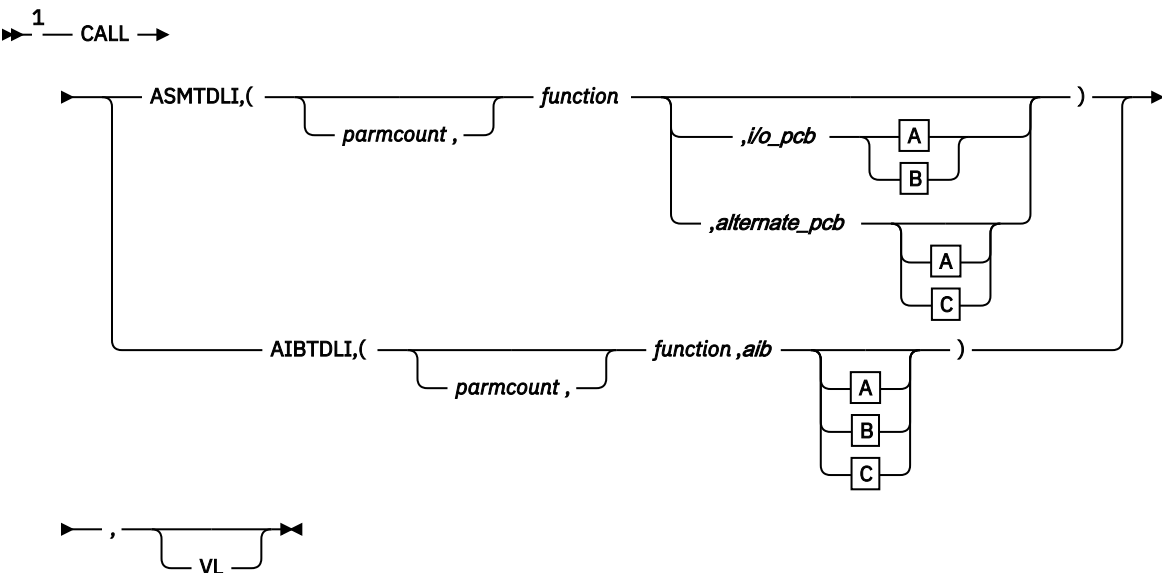 1
CALL
ASMTDLI,( parmcount , function ,i/o_pcb A B ,alternate_pcb A C )
AIBTDLI,( parmcount , function ,aib A B C )
, VL